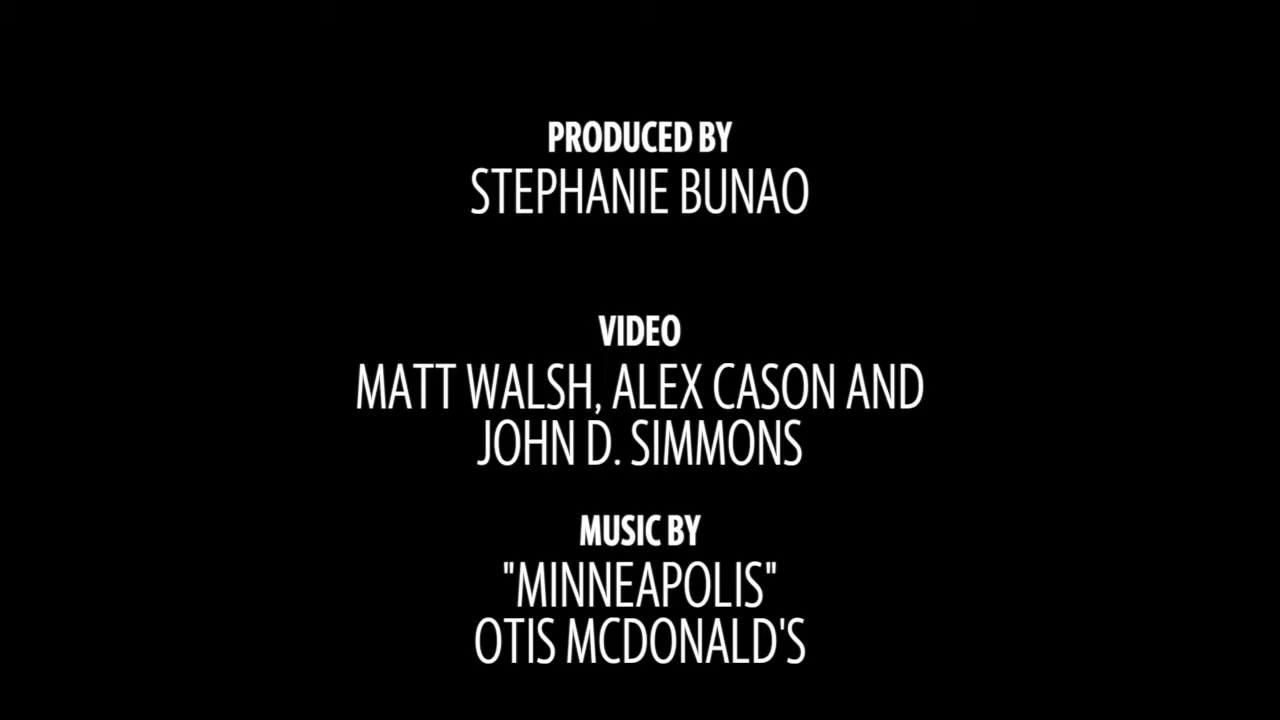 PRODUCED BY
STEPHANIE BUNAO
VIDEO
MATT WALSH, ALEX CASON AND
JOHN D. SIMMONS
MUSIC BY
"MINNEAPOLIS"
OTIS MCDONALD'S